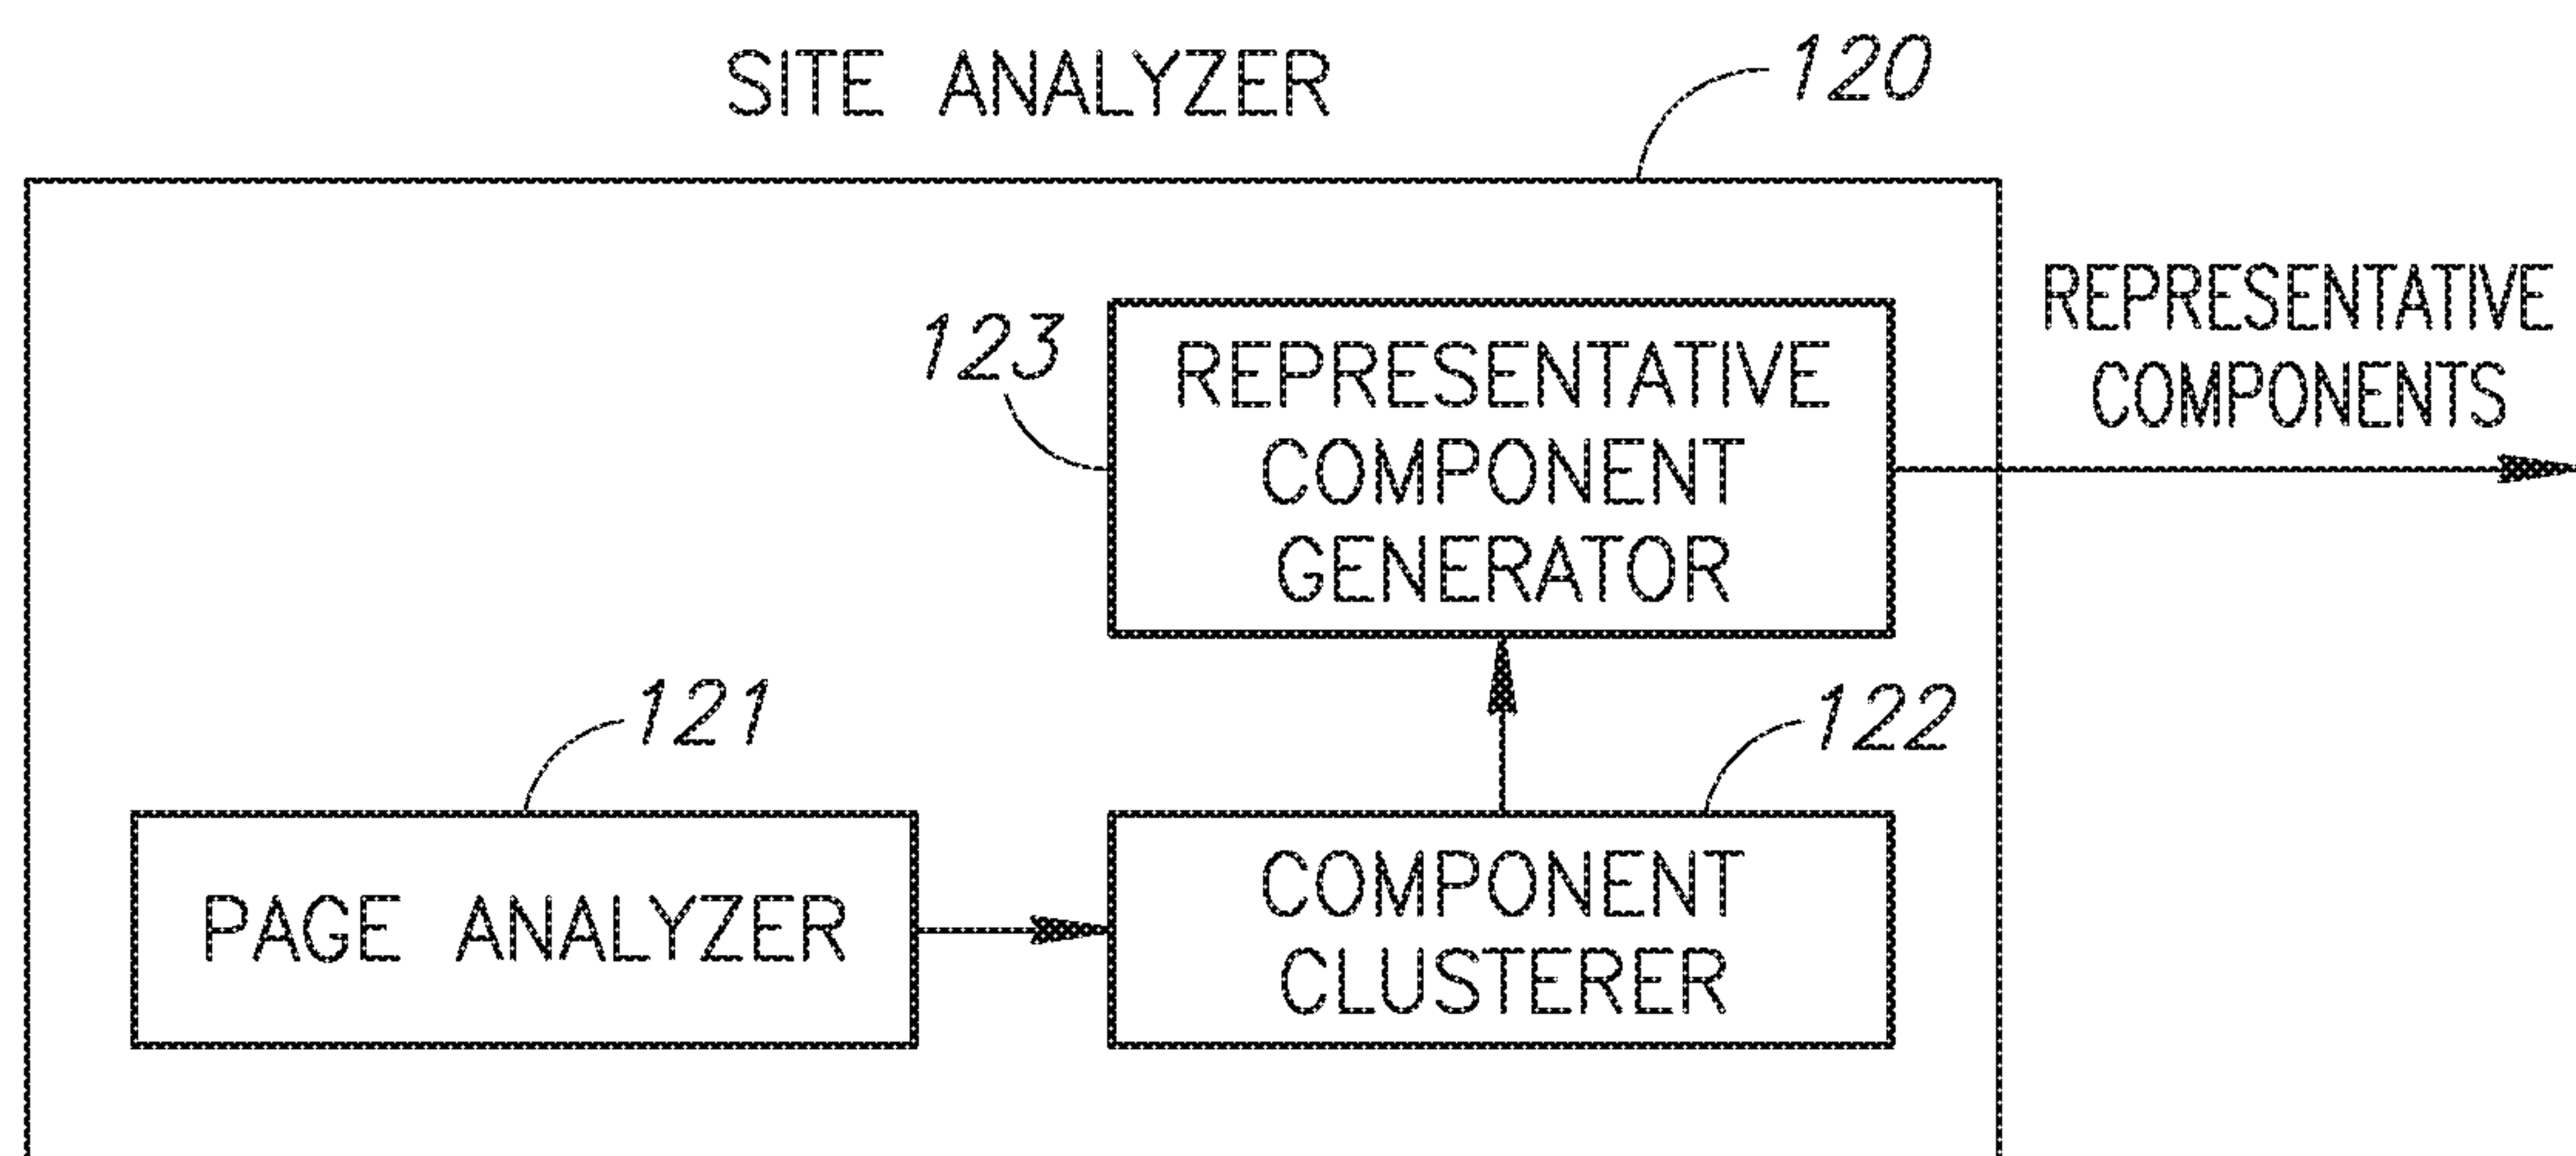 SITE ANALYZER
120
REPRESENTATIVE
COMPONENTS
123
REPRESENTATIVE
COMPONENT
GENERATOR
121
122
PAGE ANALYZER
COMPONENT
CLUSTERER